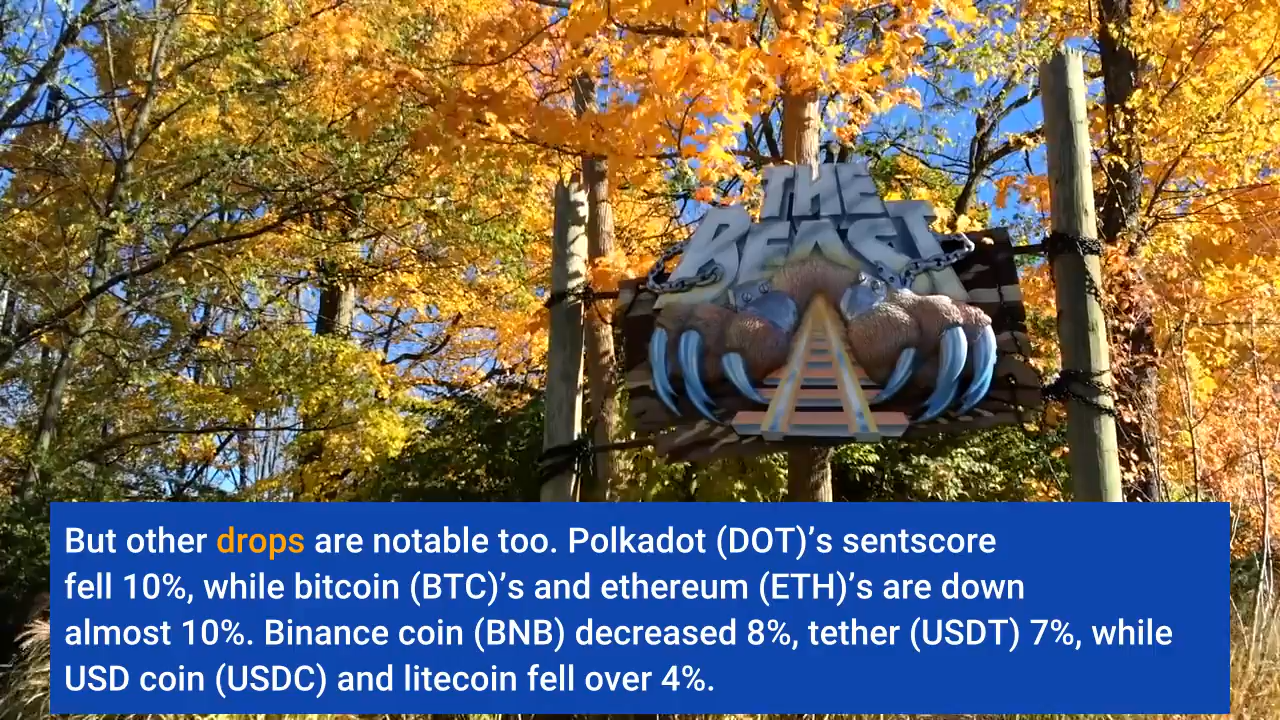 THE
BEAST
But other drops are notable too. Polkadot (DOT)’s sentscore
fell 10%, while bitcoin (BTC)’s and ethereum (ETH)’s are down
almost 10%. Binance coin (BNB) decreased 8%, tether (USDT) 7%, while
USD coin (USDC) and litecoin fell over 4%.